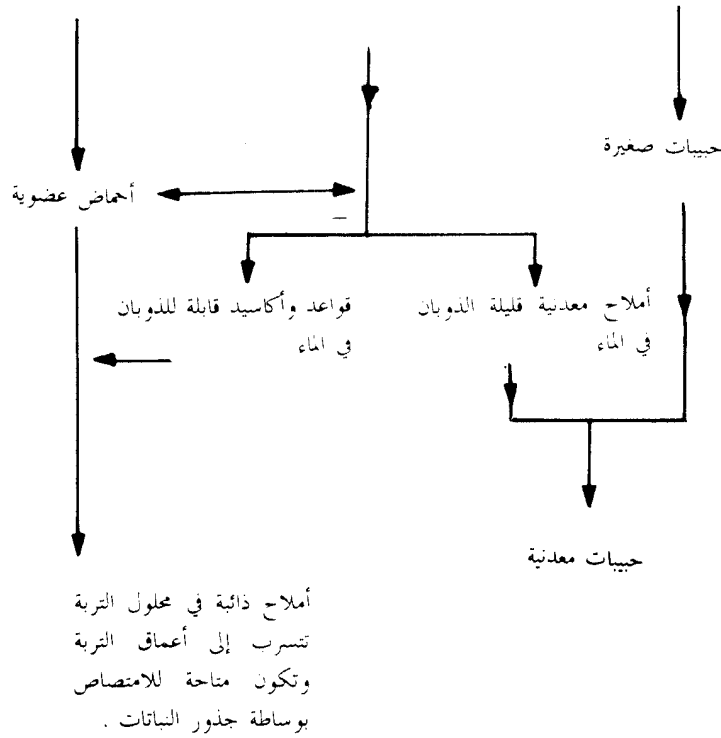 حبيبات صغيرة
أحماض عضوية
أملاح معدنية قليلة الذوبان
في الماء
قواعد وأكاسيد قابلة للذوبان
في الماء
حبيبات معدنية
أملاح ذائبة في محلول التربة
تتسرب إلى أعماق التربة
وتكون متاحة للامتصاص
بوساطة جذور النباتات .